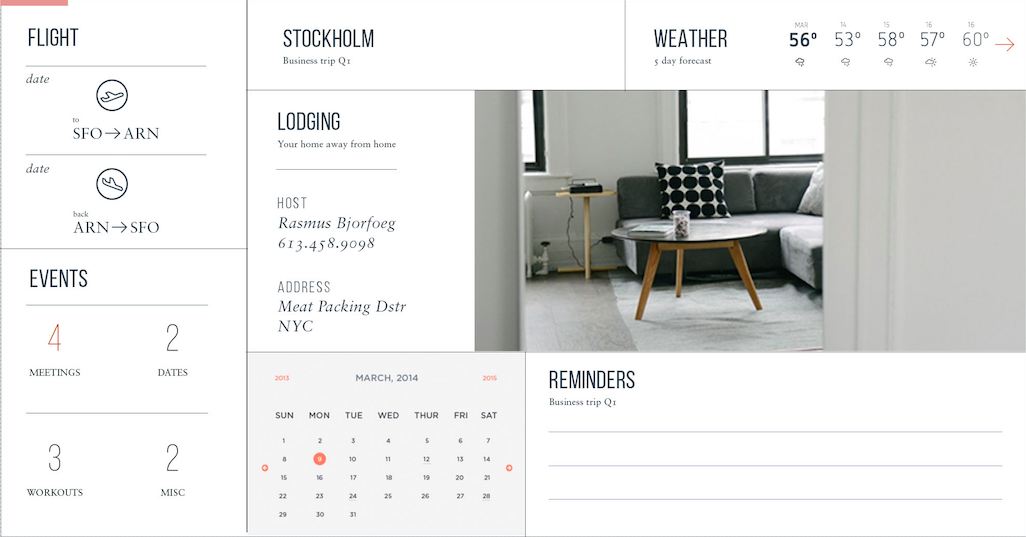 FLIGHT
date
to
SFO→ARN
date
back
ARN→SFO
EVENTS
4 2
MEETINGS DATES
3 2
WORKOUTS MISC
STOCKHOLM
Business trip Q1
WEATHER
5 day forecast
MAR 14 15 16 16
56° 53° 58° 57° 60°
LODGING
Your home away from home
HOST
Rasmus Bjorfoeg
613.458.9098
ADDRESS
Meat Packing Dstr
NYC
2013 MARCH, 2014 2015
SUN MON TUE WED THUR FRI SAT
1 2 3 4 5 6 7
8 9 10 11 12 13 14
15 16 17 18 19 20 21
22 23 24 25 26 27 28
29 30 31
REMINDERS
Business trip Q1